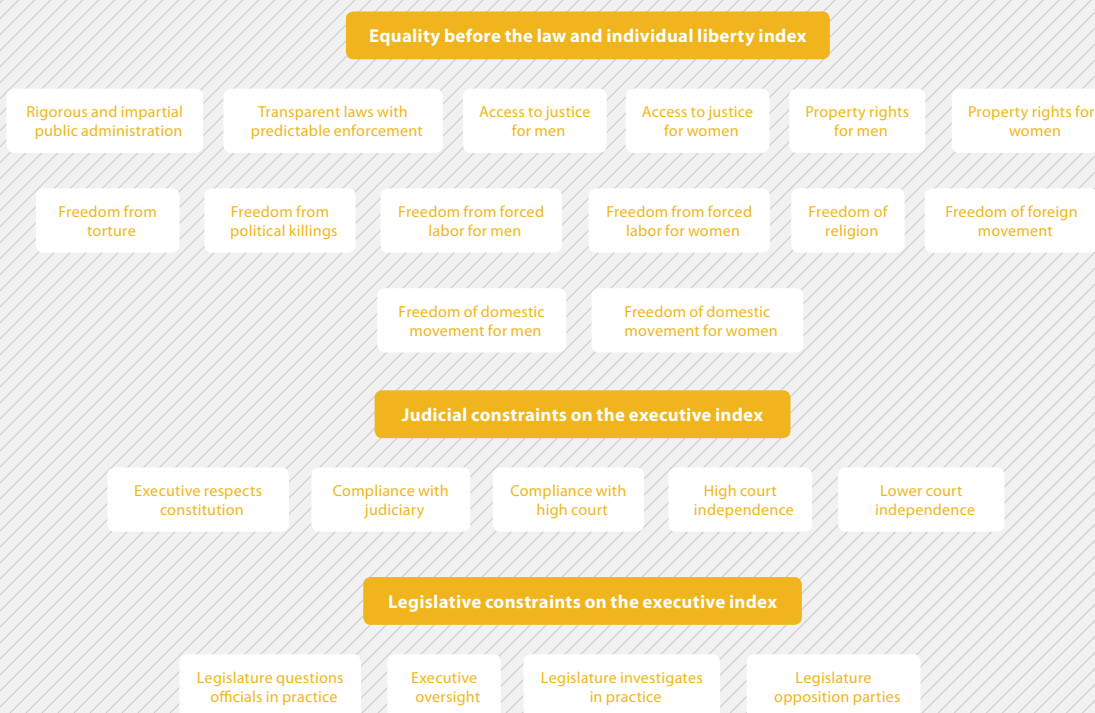 Equality before the law and individual liberty index
Rigorous and impartial
public administration
Transparent laws with
predictable enforcement
Access to justice
for men
Access to justice
for women
Property rights
for men
Property rights for
women
Freedom from
torture
Freedom from
political killings
Freedom from forced
labor for men
Freedom from forced
labor for women
Freedom of
religion
Freedom of foreign
movement
Freedom of domestic
movement for men
Freedom of domestic
movement for women
Judicial constraints on the executive index
Executive respects
constitution
Compliance with
judiciary
Compliance with
high court
High court
independence
Lower court
independence
Legislative constraints on the executive index
Legislature questions
officials in practice
Executive
oversight
Legislature investigates
in practice
Legislature
opposition parties